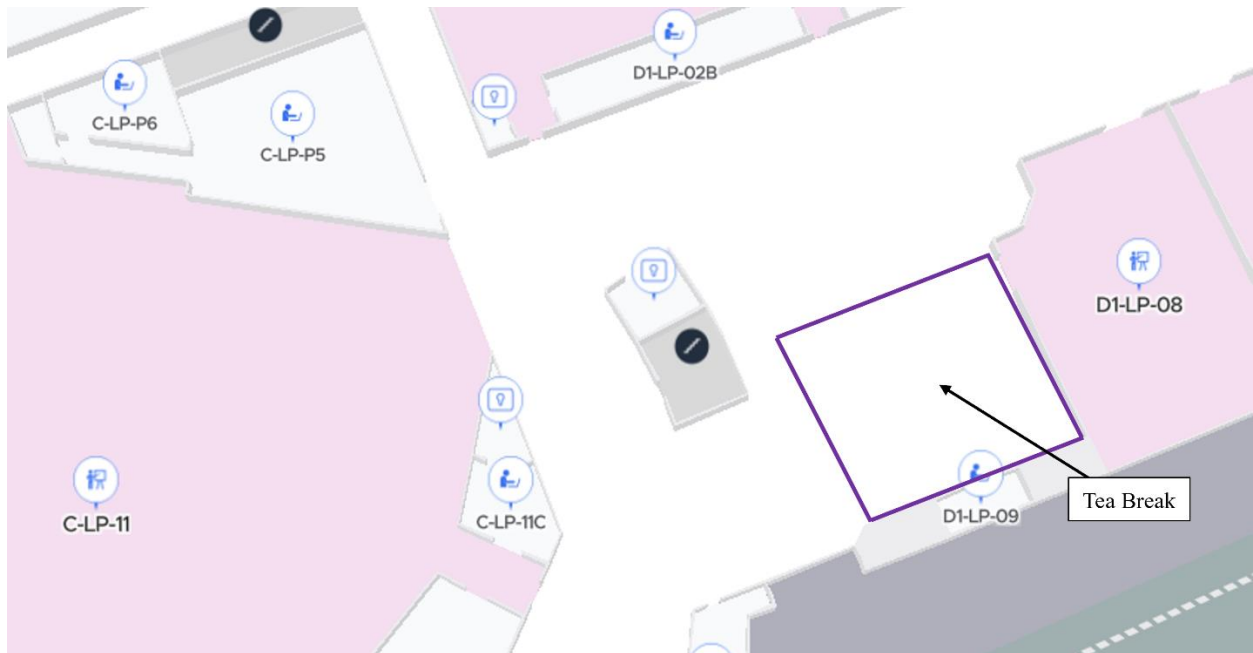 D1-LP-02B
C-LP-P6
C-LP-P5
D1-LP-08
C-LP-11
C-LP-11C
D1-LP-09
Tea Break